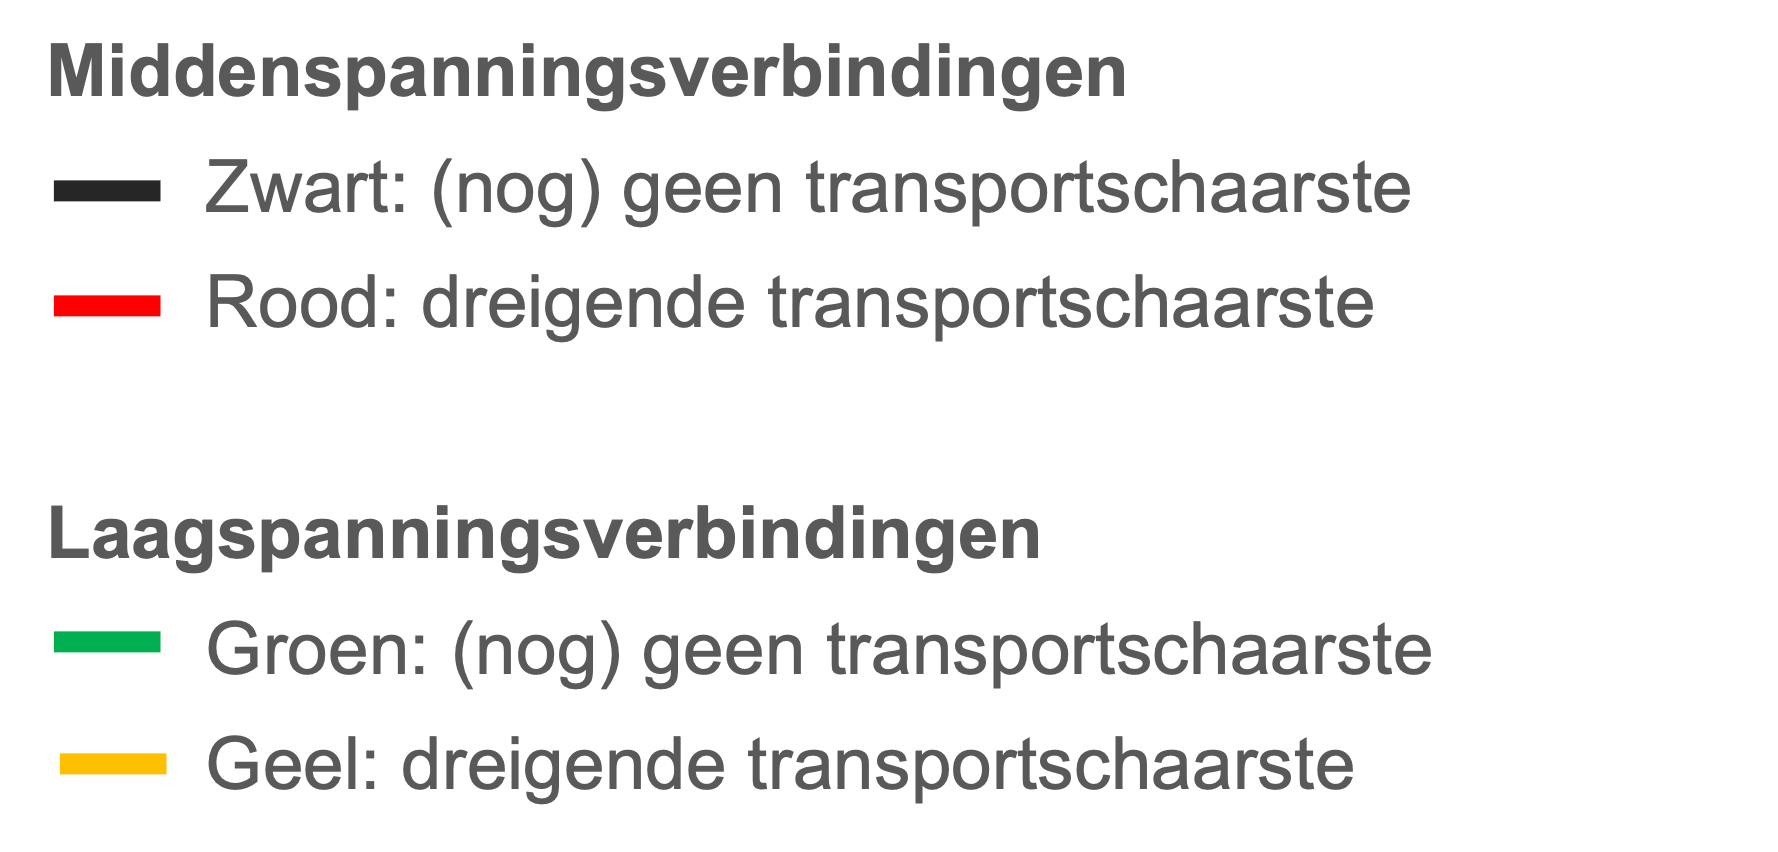 Middenspanningsverbindingen
Zwart: (nog) geen transportschaarste
Rood: dreigende transportschaarste
Laagspanningsverbindingen
Groen: (nog) geen transportschaarste
Geel: dreigende transportschaarste